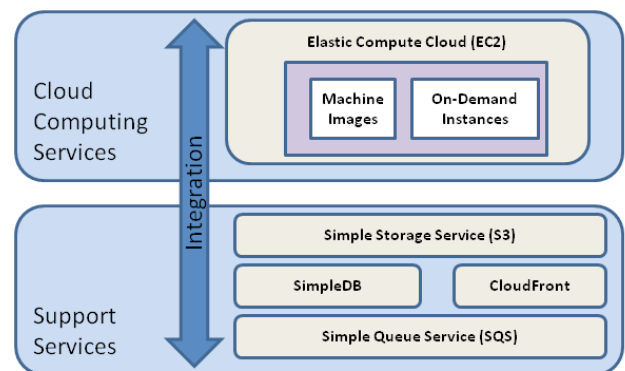 Elastic Compute Cloud (EC2)
Cloud
Computing
Services
Machine
Images
On-Demand
Instances
Integration
Simple Storage Service (S3)
SimpleDB
CloudFront
Support
Services
Simple Queue Service (SQS)